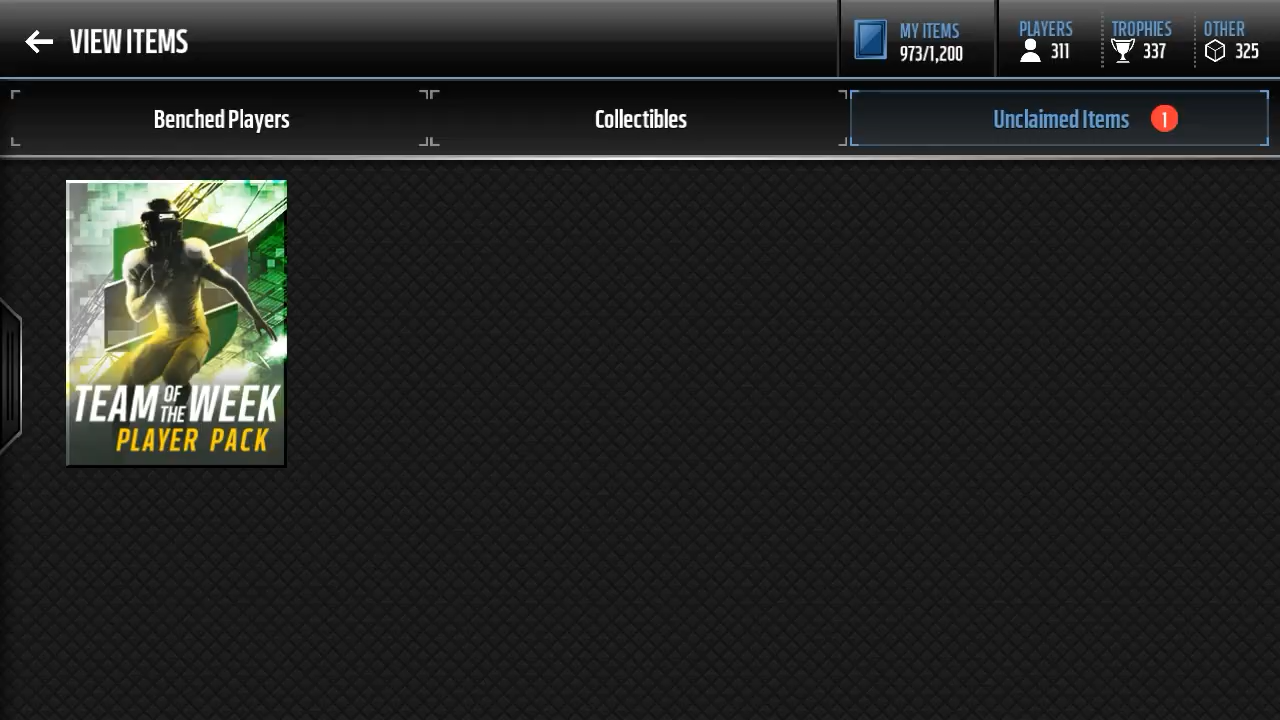 VIEW ITEMS
MY ITEMS
973/1,200
PLAYERS
311
TROPHIES
337
OTHER
325
Benched Players
Collectibles
Unclaimed Items 1
TEAM OF THE WEEK
PLAYER PACK